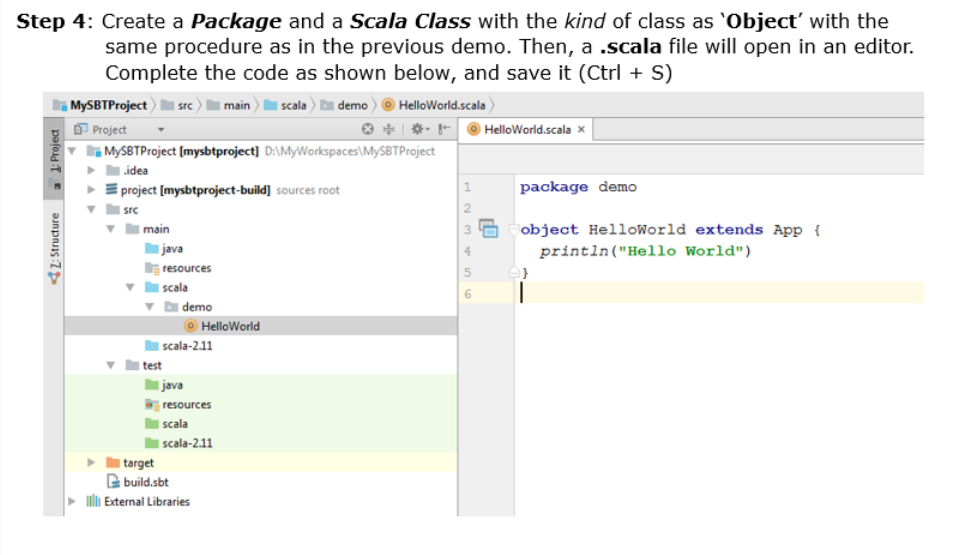 Step 4: Create a Package and a Scala Class with the kind of class as ‘Object’ with the
same procedure as in the previous demo. Then, a .scala file will open in an editor.
Complete the code as shown below, and save it (Ctrl + S)
MySBTProject src main scala demo HelloWorld.scala
Project
1: Project
Z: Structure
MySBTProject [mysbtproject] D:\MyWorkspaces\MySBTProject
.idea
project [mysbtproject-build] sources root
src
main
java
resources
scala
demo
HelloWorld
scala-2.11
test
java
resources
scala
scala-2.11
target
build.sbt
External Libraries
HelloWorld.scala ×
1 package demo
2
3 object HelloWorld extends App {
4 println("Hello World")
5 }
6